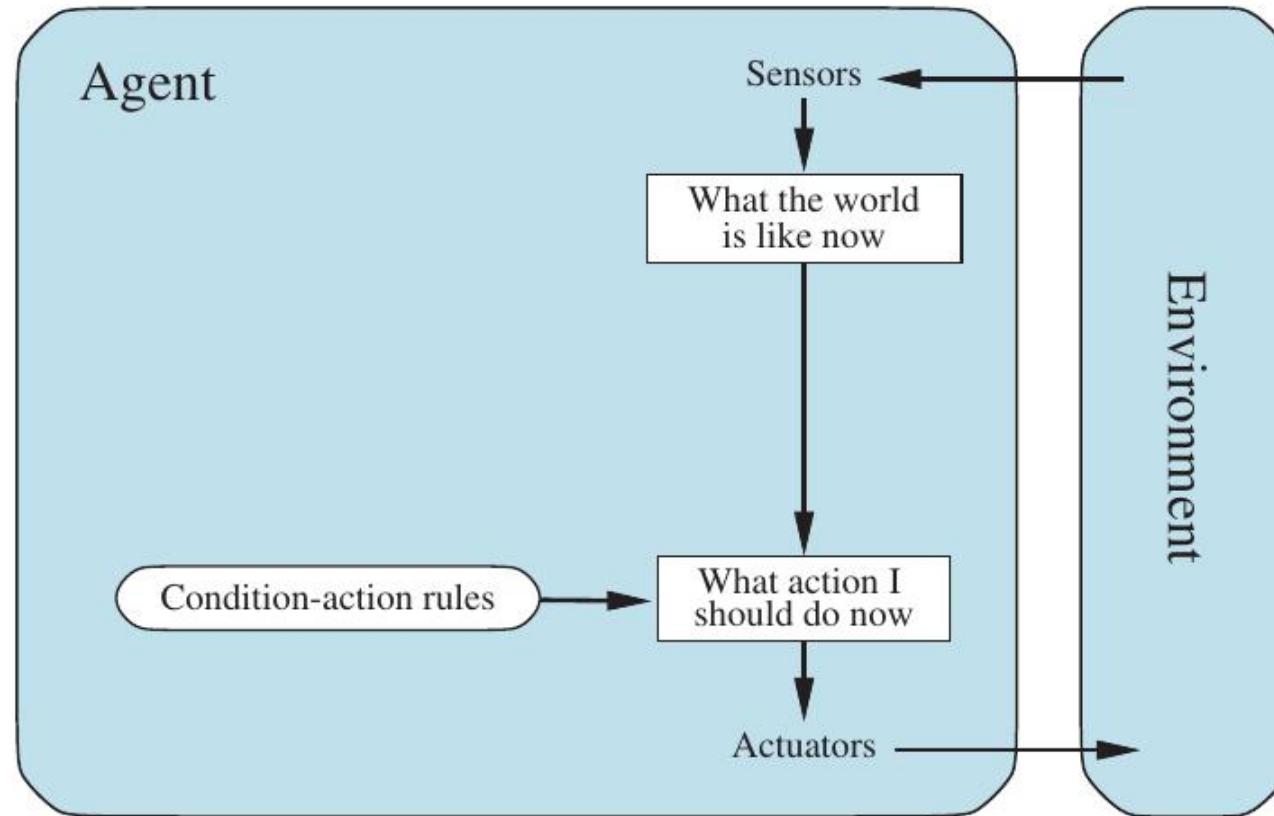 Agent
Sensors
What the world
is like now
Environment
Condition-action rules
What action I
should do now
Actuators